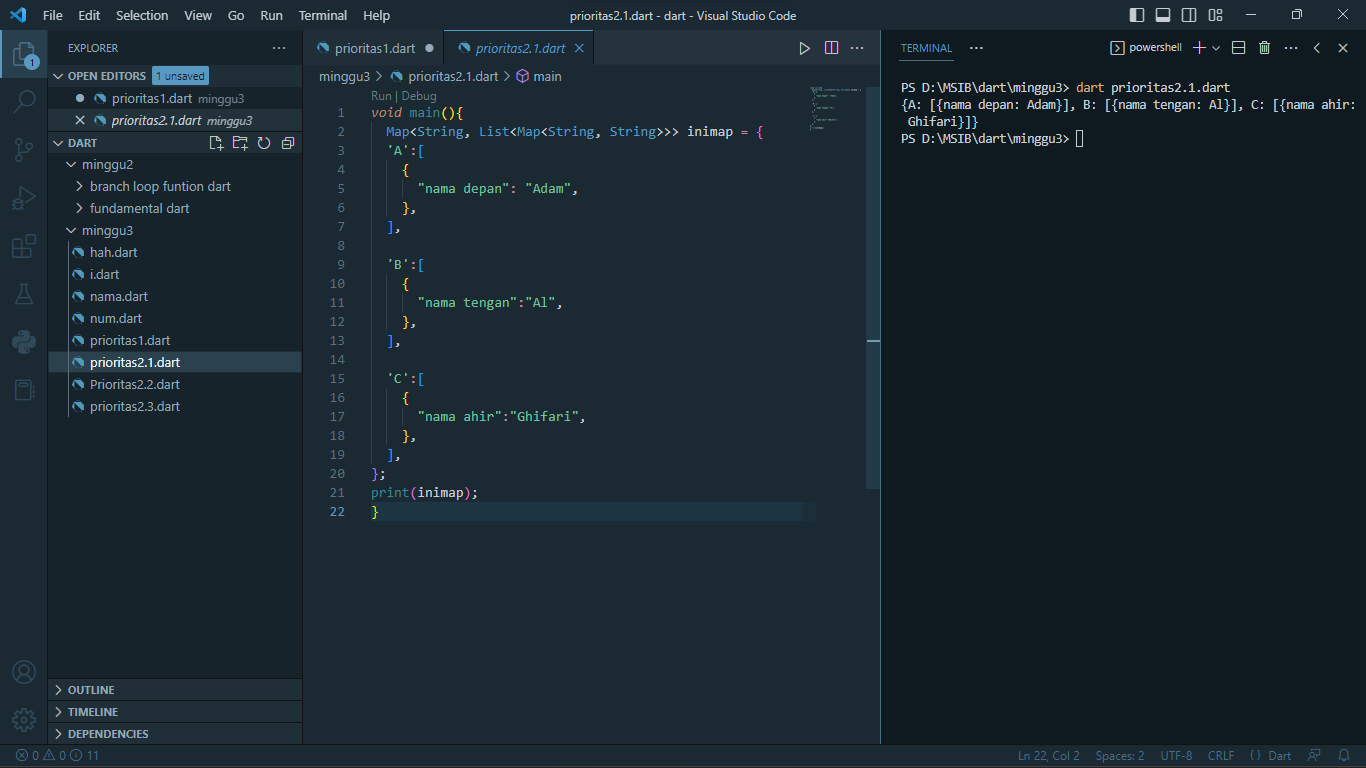 File Edit Selection View Go Run Terminal Help prioritas2.1.dart - dart - Visual Studio Code
EXPLORER
OPEN EDITORS 1 unsaved
prioritas1.dart minggu3
prioritas2.1.dart minggu3
DART
minggu2
branch loop funtion dart
fundamental dart
minggu3
hah.dart
i.dart
nama.dart
num.dart
prioritas1.dart
prioritas2.1.dart
Prioritas2.2.dart
prioritas2.3.dart
OUTLINE
TIMELINE
DEPENDENCIES
1
prioritas1.dart prioritas2.1.dart
minggu3 > prioritas2.1.dart > main
Run | Debug
1 void main(){
2 Map<String, List<Map<String, String>>> inimap = {
3 'A':[
4 {
5 "nama depan": "Adam",
6 },
7 ],
8
9 'B':[
10 {
11 "nama tengan":"Al",
12 },
13 ],
14
15 'C':[
16 {
17 "nama ahir":"Ghifari",
18 },
19 ],
20 };
21 print(inimap);
22 }
TERMINAL powershell
PS D:\MSIB\dart\minggu3> dart prioritas2.1.dart
{A: [{nama depan: Adam}], B: [{nama tengan: Al}], C: [{nama ahir:
Ghifari}]}
PS D:\MSIB\dart\minggu3>
0 0 11 Ln 22, Col 2 Spaces: 2 UTF-8 CRLF { } Dart